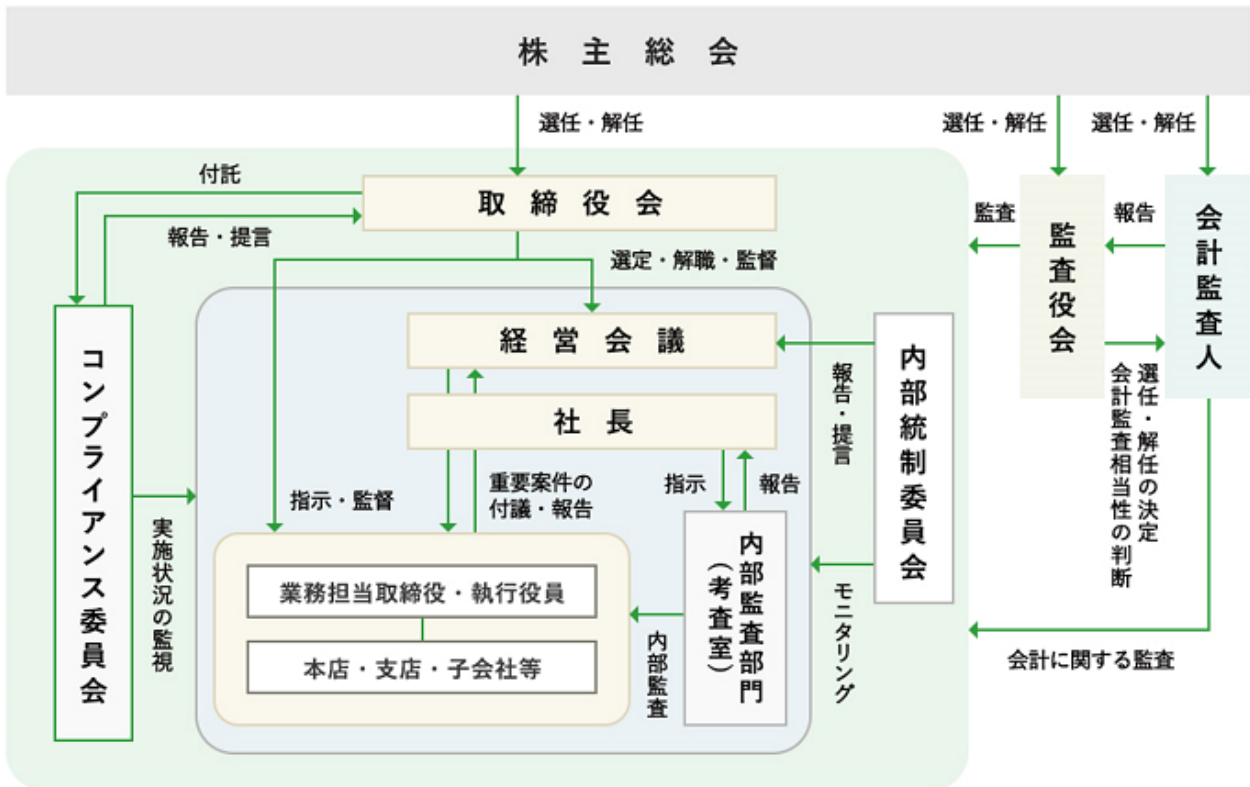 株主総会
選任・解任
選任・解任
選任・解任
付託
取締役会
報告・提言
監査
報告
監査役会
会計監査人
選定・解職・監督
経営会議
社長
コンプライアンス委員会
内部統制委員会
報告・提言
選任・解任の決定
会計監査相当性の判断
指示・監督
重要案件の
付議・報告
指示
報告
実施状況の監視
業務担当取締役・執行役員
本店・支店・子会社等
内部監査部門
（考査室）
内部監査
モニタリング
会計に関する監査